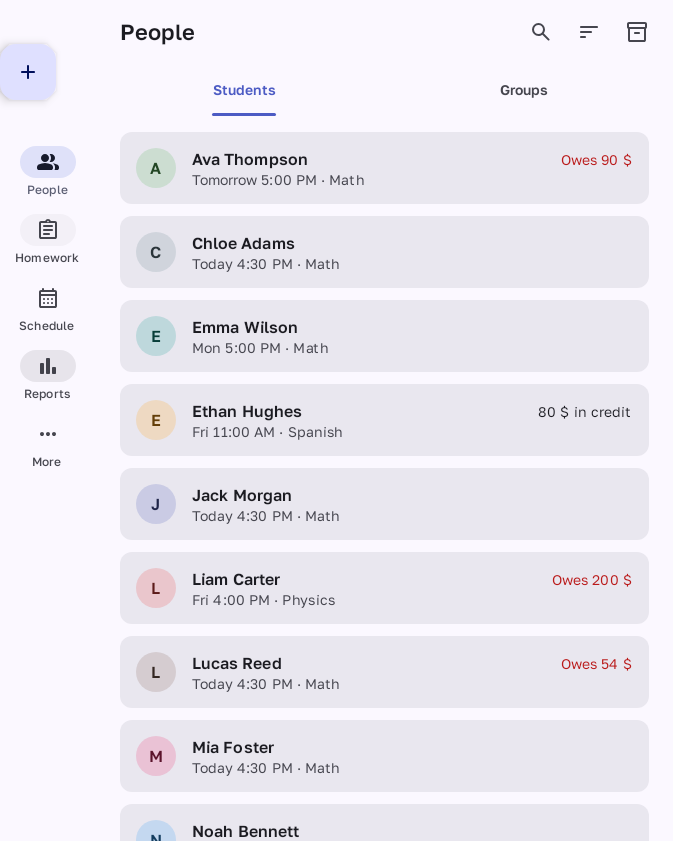 People
Students
Groups
People
Homework
Schedule
Reports
More
A
Ava Thompson
Owes 90 $
Tomorrow 5:00 PM · Math
C
Chloe Adams
Today 4:30 PM · Math
E
Emma Wilson
Mon 5:00 PM · Math
E
Ethan Hughes
80 $ in credit
Fri 11:00 AM · Spanish
J
Jack Morgan
Today 4:30 PM · Math
L
Liam Carter
Owes 200 $
Fri 4:00 PM · Physics
L
Lucas Reed
Owes 54 $
Today 4:30 PM · Math
M
Mia Foster
Today 4:30 PM · Math
N
Noah Bennett